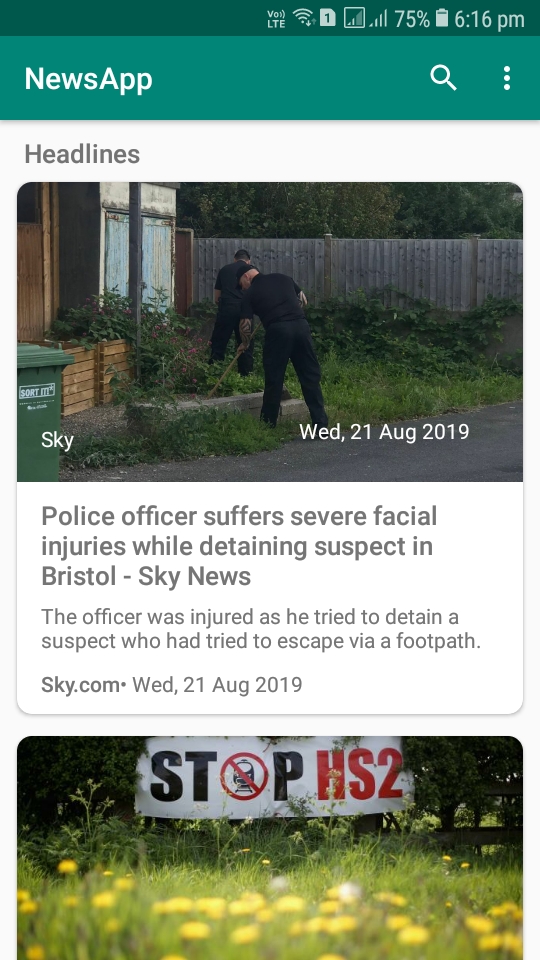 Vo))
LTE
1
75%
6:16 pm
NewsApp
Headlines
SORT IT!
Sky
Wed, 21 Aug 2019
Police officer suffers severe facial
injuries while detaining suspect in
Bristol - Sky News
The officer was injured as he tried to detain a
suspect who had tried to escape via a footpath.
Sky.com• Wed, 21 Aug 2019
STOP HS2